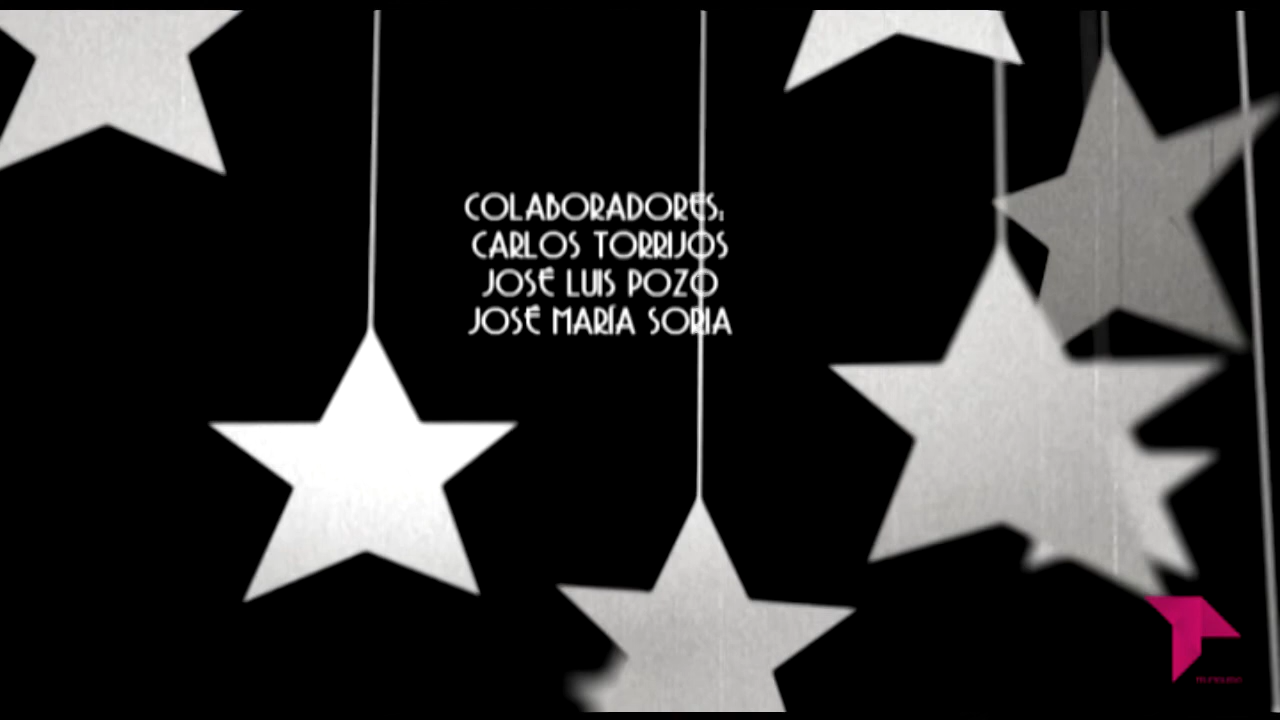 COLABORADORES:
CARLOS TORRIJOS
JOSÉ LUIS POZO
JOSÉ MARÍA SORIA